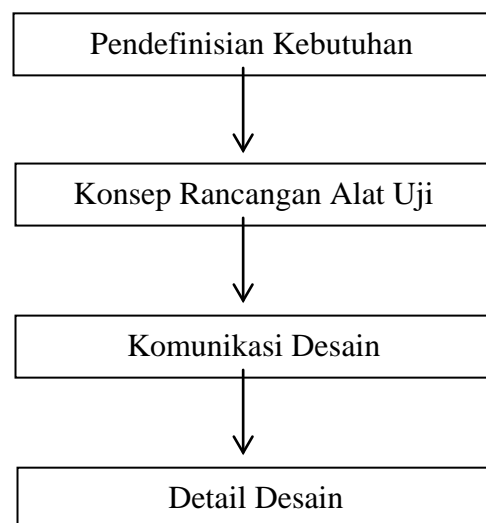 Pendefinisian Kebutuhan
Konsep Rancangan Alat Uji
Komunikasi Desain
Detail Desain